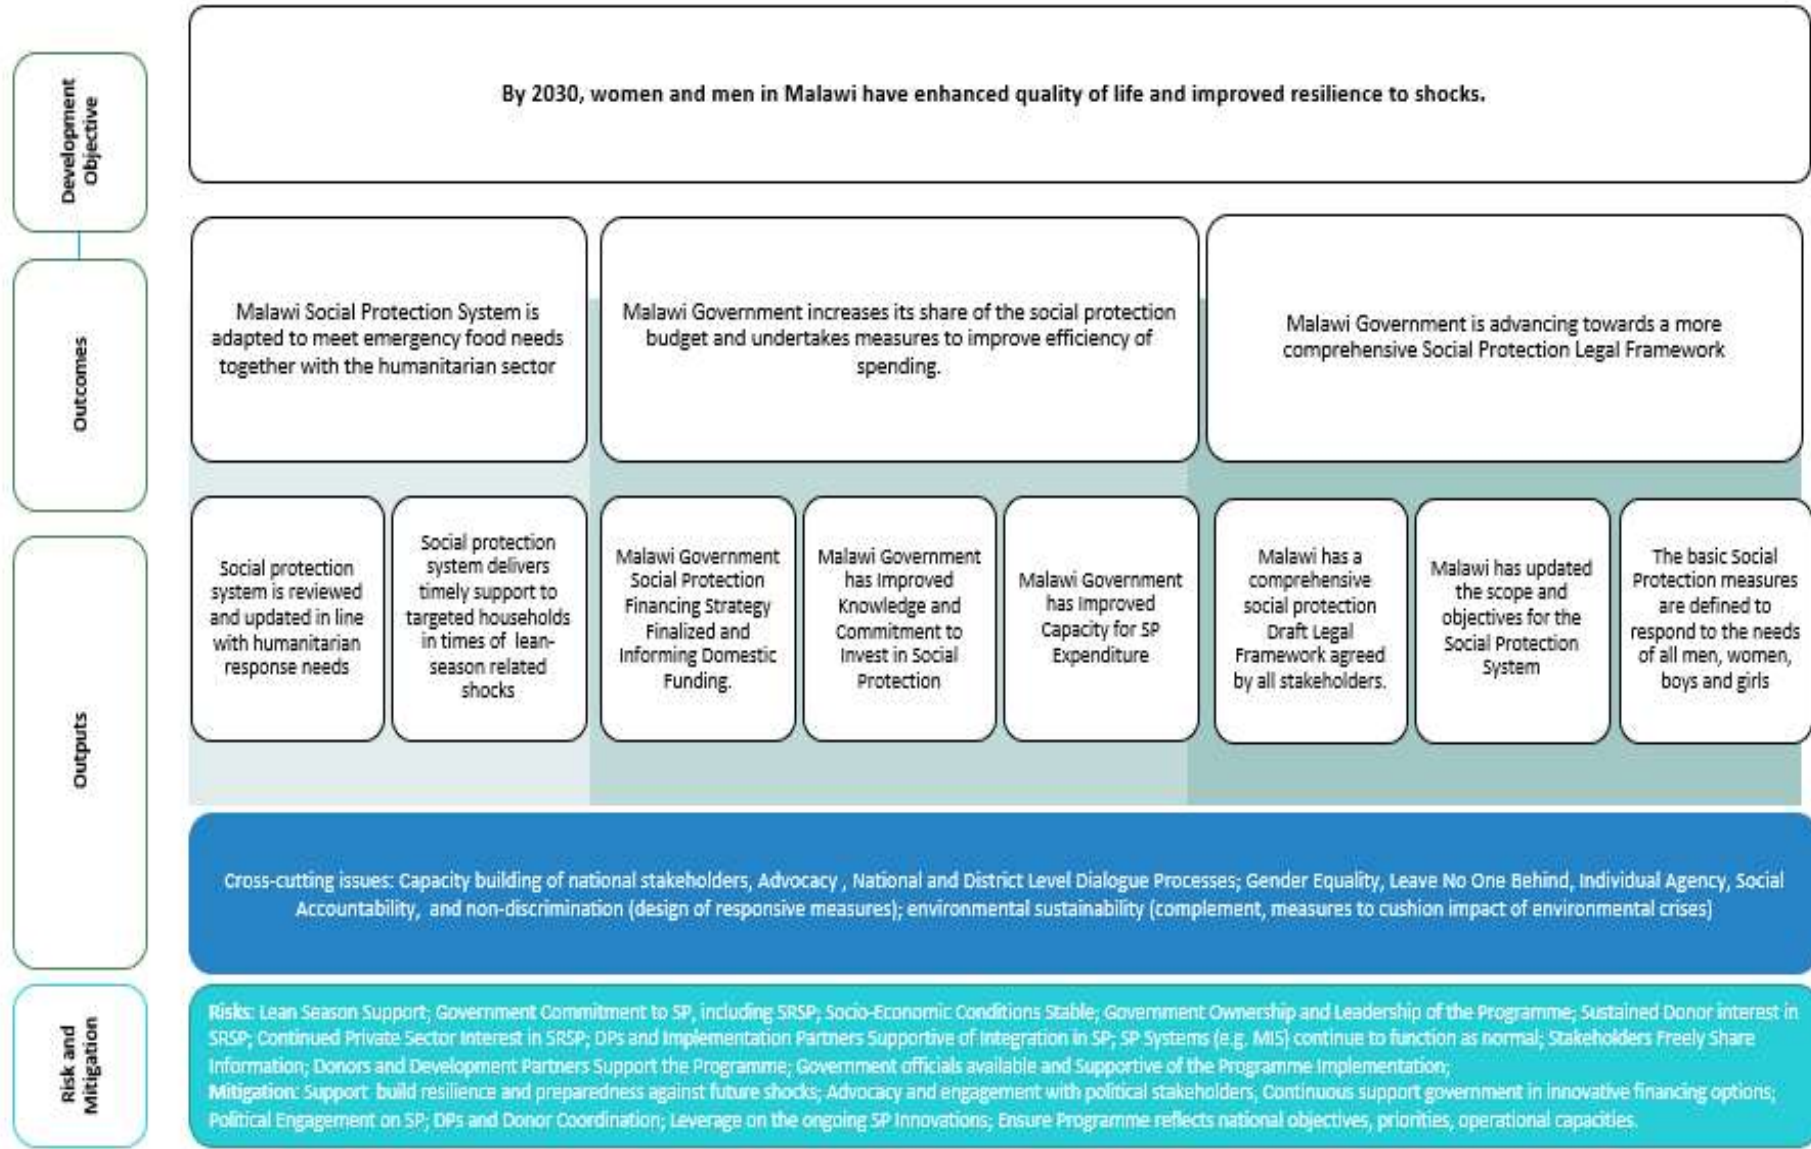 Development
Objective
By 2030, women and men in Malawi have enhanced quality of life and improved resilience to shocks.
Outcomes
Malawi Social Protection System is
adapted to meet emergency food needs
together with the humanitarian sector
Malawi Government increases its share of the social protection
budget and undertakes measures to improve efficiency of
spending.
Malawi Government is advancing towards a more
comprehensive Social Protection Legal Framework
Outputs
Social protection
system is reviewed
and updated in line
with humanitarian
response needs
Social protection
system delivers
timely support to
targeted households
in times of lean-
season related
shocks
Malawi Government
Social Protection
Financing Strategy
Finalized and
Informing Domestic
Funding.
Malawi Government
has Improved
Knowledge and
Commitment to
Invest in Social
Protection
Malawi Government
has Improved
Capacity for SP
Expenditure
Malawi has a
comprehensive
social protection
Draft Legal
Framework agreed
by all stakeholders.
Malawi has updated
the scope and
objectives for the
Social Protection
System
The basic Social
Protection measures
are defined to
respond to the needs
of all men, women,
boys and girls
Cross-cutting issues: Capacity building of national stakeholders, Advocacy , National and District Level Dialogue Processes; Gender Equality, Leave No One Behind, Individual Agency, Social
Accountability, and non-discrimination (design of responsive measures); environmental sustainability (complement, measures to cushion impact of environmental crises)
Risk and
Mitigation
Risks: Lean Season Support; Government Commitment to SP, including SRSP; Socio-Economic Conditions Stable; Government Ownership and Leadership of the Programme; Sustained Donor interest in
SRSP; Continued Private Sector Interest in SRSP; DPs and Implementation Partners Supportive of Integration in SP; SP Systems (e.g. MIS) continue to function as normal; Stakeholders Freely Share
Information; Donors and Development Partners Support the Programme; Government officials available and Supportive of the Programme Implementation;
Mitigation: Support build resilience and preparedness against future shocks; Advocacy and engagement with political stakeholders; Continuous support government in innovative financing options;
Political Engagement on SP; DPs and Donor Coordination; Leverage on the ongoing SP Innovations; Ensure Programme reflects national objectives, priorities, operational capacities.